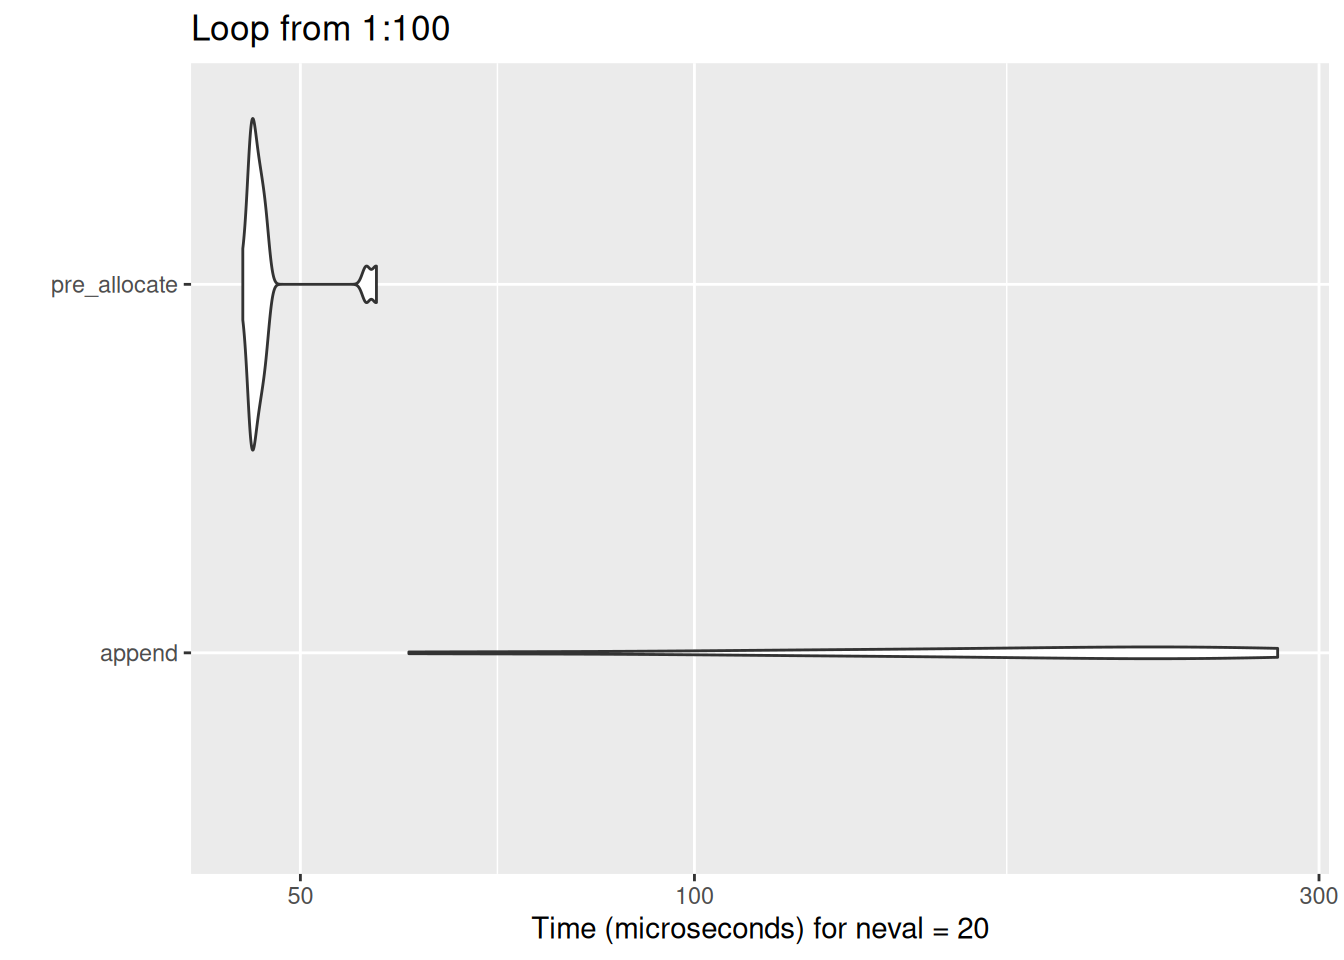 Loop from 1:100
pre_allocate
append
50 100 300
Time (microseconds) for neval = 20